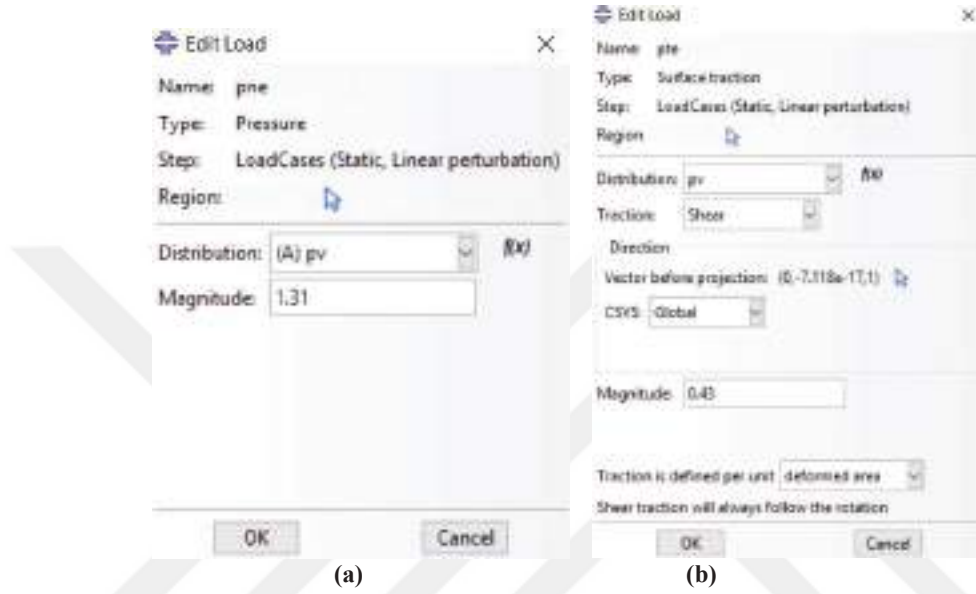 Edit Load
Name: pne
Type: Pressure
Step: LoadCases (Static, Linear perturbation)
Region:
Distribution: (A) pv f(x)
Magnitude: 1.31
OK Cancel
(a)
Edit Load
Name: pte
Type: Surface traction
Step: LoadCases (Static, Linear perturbation)
Region
Distribution: pv f(x)
Traction: Shear
Direction
Vector before projection: (0,-7.118e-17,1)
CSYS: Global
Magnitude: 0.43
Traction is defined per unit deformed area
Shear traction will always follow the rotation
OK Cancel
(b)